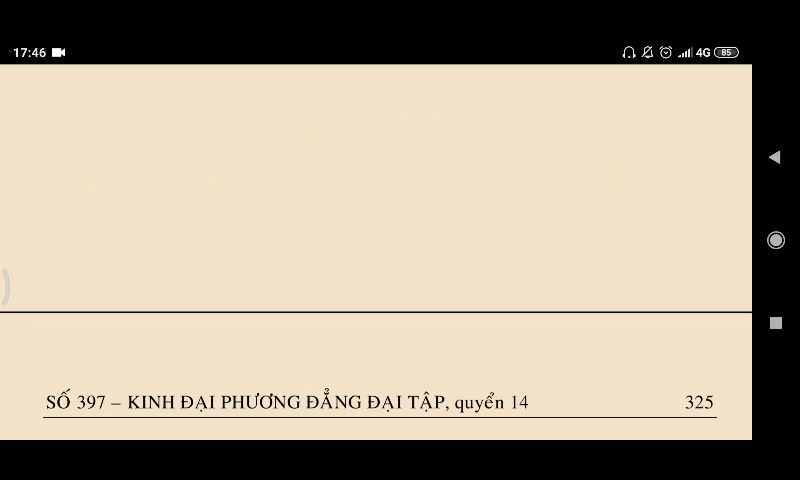 17:46 4G 85
SỐ 397 – KINH ĐẠI PHƯƠNG ĐẲNG ĐẠI TẬP, quyển 14 325